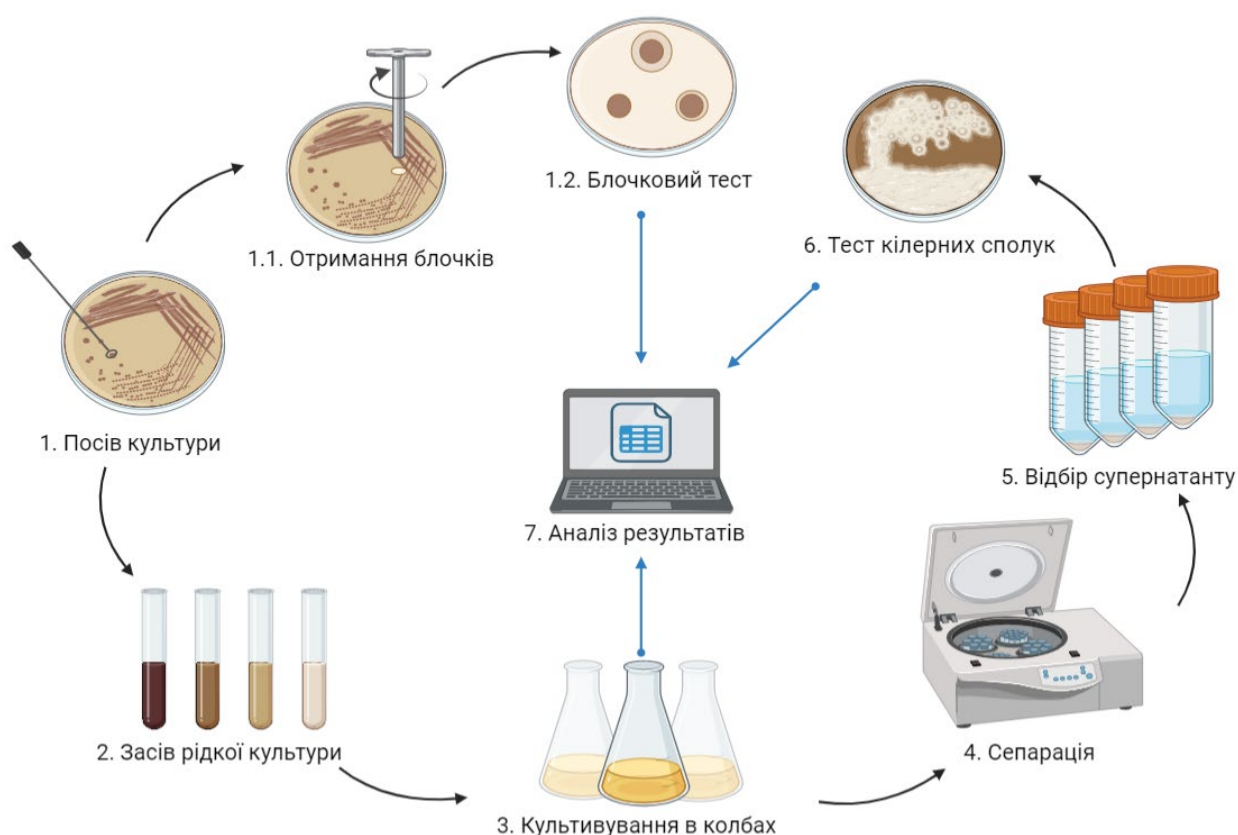 1. Посів культури
1.1. Отримання блочків
1.2. Блочковий тест
2. Засів рідкої культури
3. Культивування в колбах
4. Сепарація
5. Відбір супернатанту
6. Тест кілерних сполук
7. Аналіз результатів